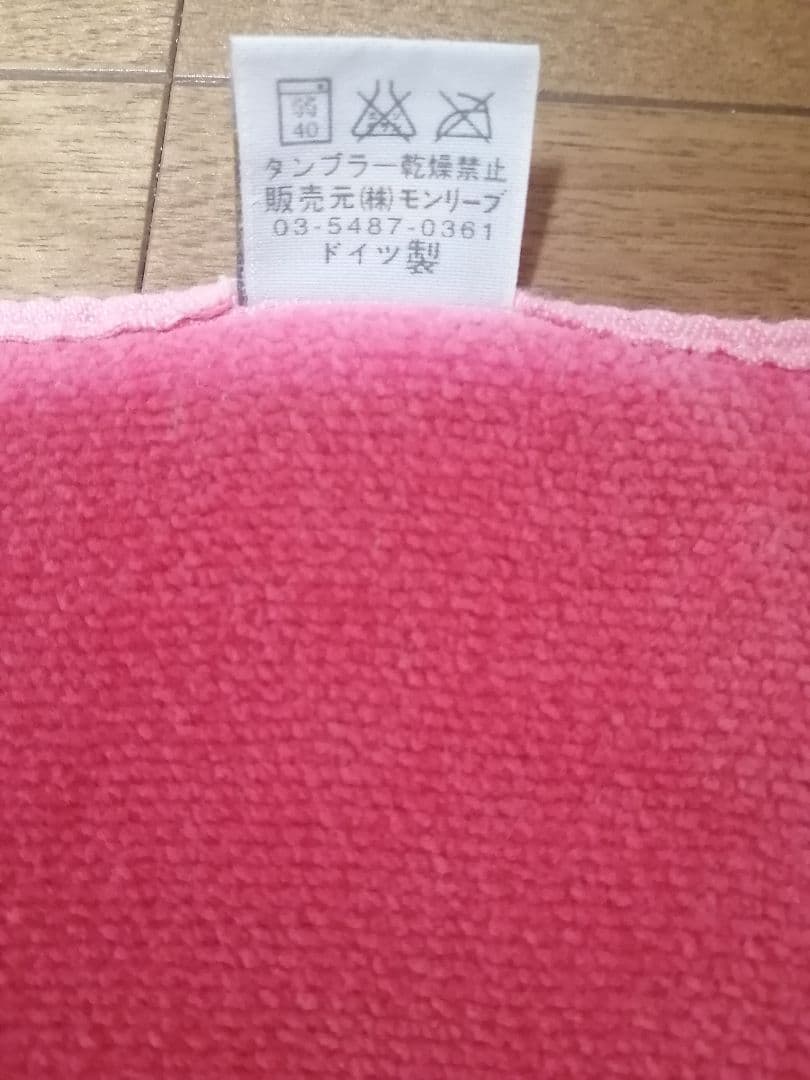 40
タンブラー乾燥禁止
販売元(株)モンリーブ
03-5487-0361
ドイツ製